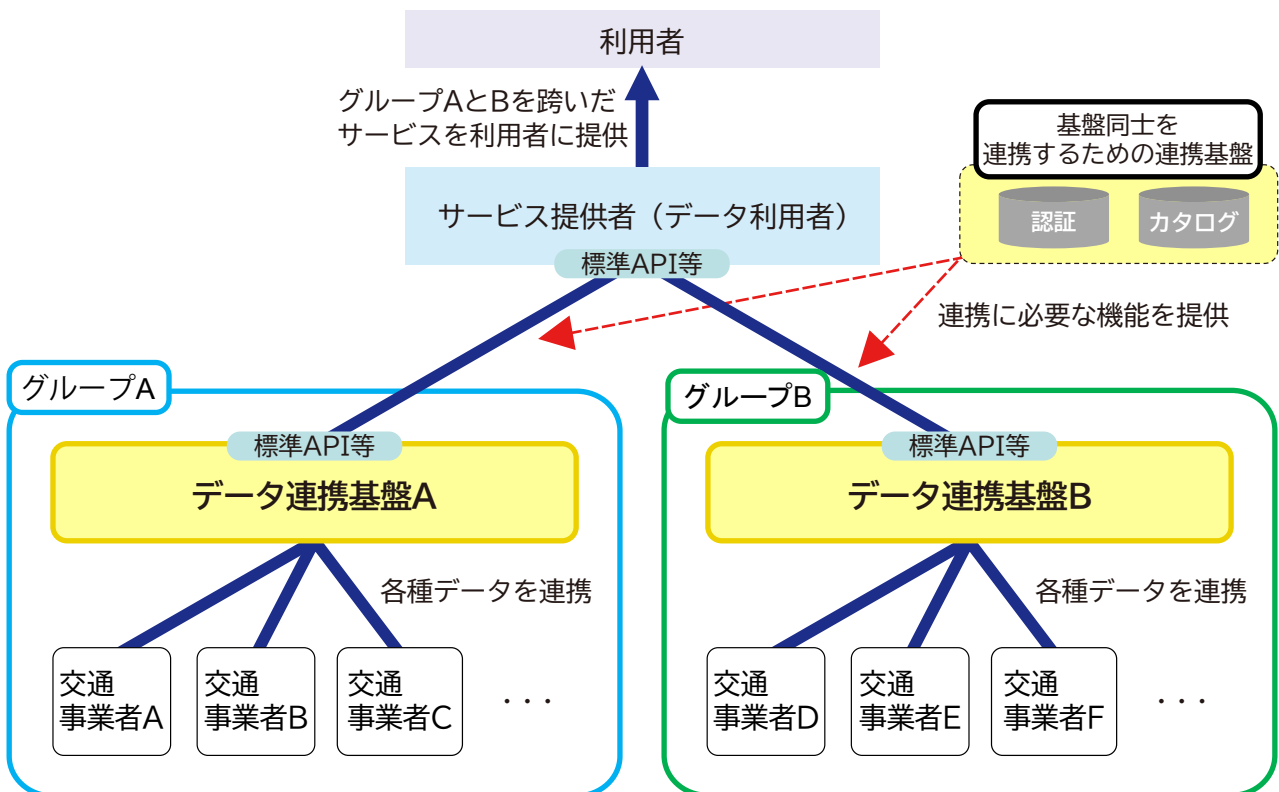 利用者
グループAとBを跨いだ
サービスを利用者に提供
基盤同士を
連携するための連携基盤
認証
カタログ
サービス提供者（データ利用者）
標準API等
連携に必要な機能を提供
グループA
標準API等
データ連携基盤A
各種データを連携
交通
事業者A
交通
事業者B
交通
事業者C
・・・
グループB
標準API等
データ連携基盤B
各種データを連携
交通
事業者D
交通
事業者E
交通
事業者F
・・・